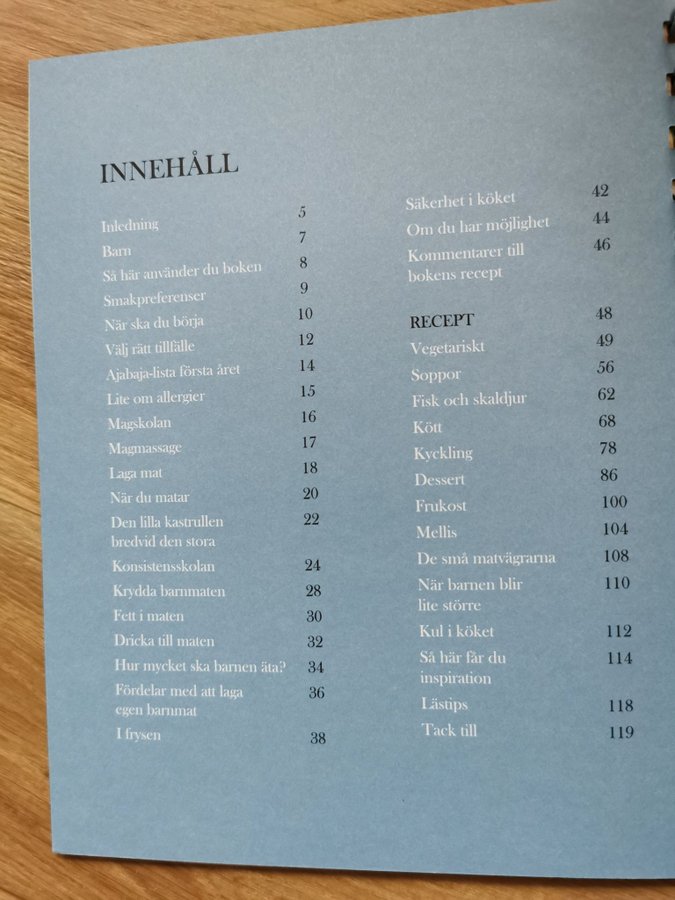 INNEHÅLL
Inledning 5
Barn 7
Så här använder du boken 8
Smakpreferenser 9
När ska du börja 10
Välj rätt tillfälle 12
Ajabaja-lista första året 14
Lite om allergier 15
Magskolan 16
Magmassage 17
Laga mat 18
När du matar 20
Den lilla kastrullen 22
bredvid den stora
Konsistensskolan 24
Krydda barnmaten 28
Fett i maten 30
Dricka till maten 32
Hur mycket ska barnen äta? 34
Fördelar med att laga 36
egen barnmat
I frysen 38
Säkerhet i köket 42
Om du har möjlighet 44
Kommentarer till 46
bokens recept
RECEPT 48
Vegetariskt 49
Soppor 56
Fisk och skaldjur 62
Kött 68
Kyckling 78
Dessert 86
Frukost 100
Mellis 104
De små matvägrarna 108
När barnen blir 110
lite större
Kul i köket 112
Så här får du 114
inspiration
Lästips 118
Tack till 119